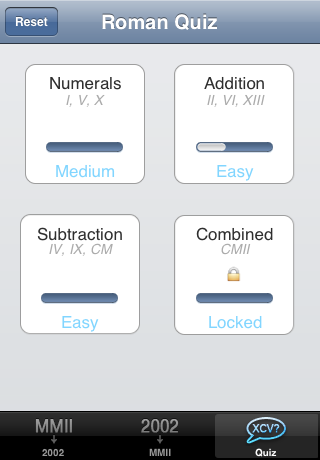 Reset
Roman Quiz
Numerals
I, V, X
Medium
Addition
II, VI, XIII
Easy
Subtraction
IV, IX, CM
Easy
Combined
CMII
Locked
MMII
2002
2002
MMII
XCV?
Quiz